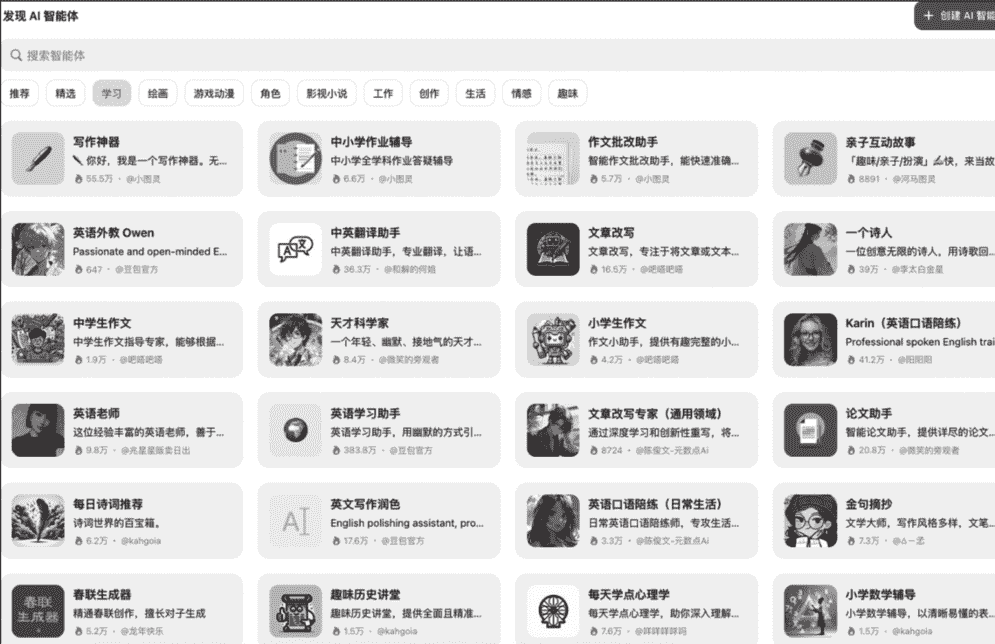 发现 AI 智能体
+ 创建 AI 智能
搜索智能体
推荐 精选 学习 绘画 游戏动漫 角色 影视小说 工作 创作 生活 情感 趣味
写作神器
你好，我是一个写作神器。无...
55.5万 · @小图灵
中小学作业辅导
中小学全学科作业答疑辅导
6.6万 · @小图灵
作文批改助手
智能作文批改助手，能快速准确...
5.7万 · @小图灵
亲子互动故事
「趣味/亲子/扮演」快，来当故
8891 · @河马图灵
英语外教 Owen
Passionate and open-minded E...
647 · @豆包官方
中英翻译助手
中英翻译助手，专业翻译，让语...
36.3万 · @和解的何姐
文章改写
文章改写，专注于将文章或文本...
16.5万 · @吧唔吧唔
一个诗人
一位创意无限的诗人，用诗歌回...
39万 · @李太白金星
中学生作文
中学生作文指导专家，能够根据...
1.9万 · @吧唔吧唔
天才科学家
一个年轻、幽默、接地气的天才...
8.4万 · @微笑的旁观者
小学生作文
作文小助手，提供有趣完整的小...
4.2万 · @吧唔吧唔
Karin（英语口语陪练）
Professional spoken English trai
41.2万 · @阳阳阳
英语老师
这位经验丰富的英语老师，善于...
9.8万 · @兆星星贩卖日出
英语学习助手
英语学习助手，用幽默的方式引...
383.8万 · @豆包官方
文章改写专家（通用领域）
通过深度学习和创新性重写，将...
8724 · @陈俊文-元数点Ai
论文助手
智能论文助手，提供详尽的论文...
20.8万 · @微笑的旁观者
每日诗词推荐
诗词世界的百宝箱。
6.2万 · @kahgoia
AI
英文写作润色
English polishing assistant, pro...
17.6万 · @豆包官方
英语口语陪练（日常生活）
日常英语口语陪练师，专攻生活...
3.3万 · @陈俊文-元数点Ai
金句摘抄
文学大师，写作风格多样，文笔...
7.3万
春联
生成器
春联生成器
精通春联创作，擅长对子生成
5.2万 · @龙年快乐
趣味历史讲堂
趣味历史讲堂，提供全面且精准...
1.5万 · @kahgoia
每天学点心理学
每天学点心理学，助你深入理解...
7.6万
小学数学辅导
小学数学辅导，以清晰易懂的表...
1.5万 · @kahgoia